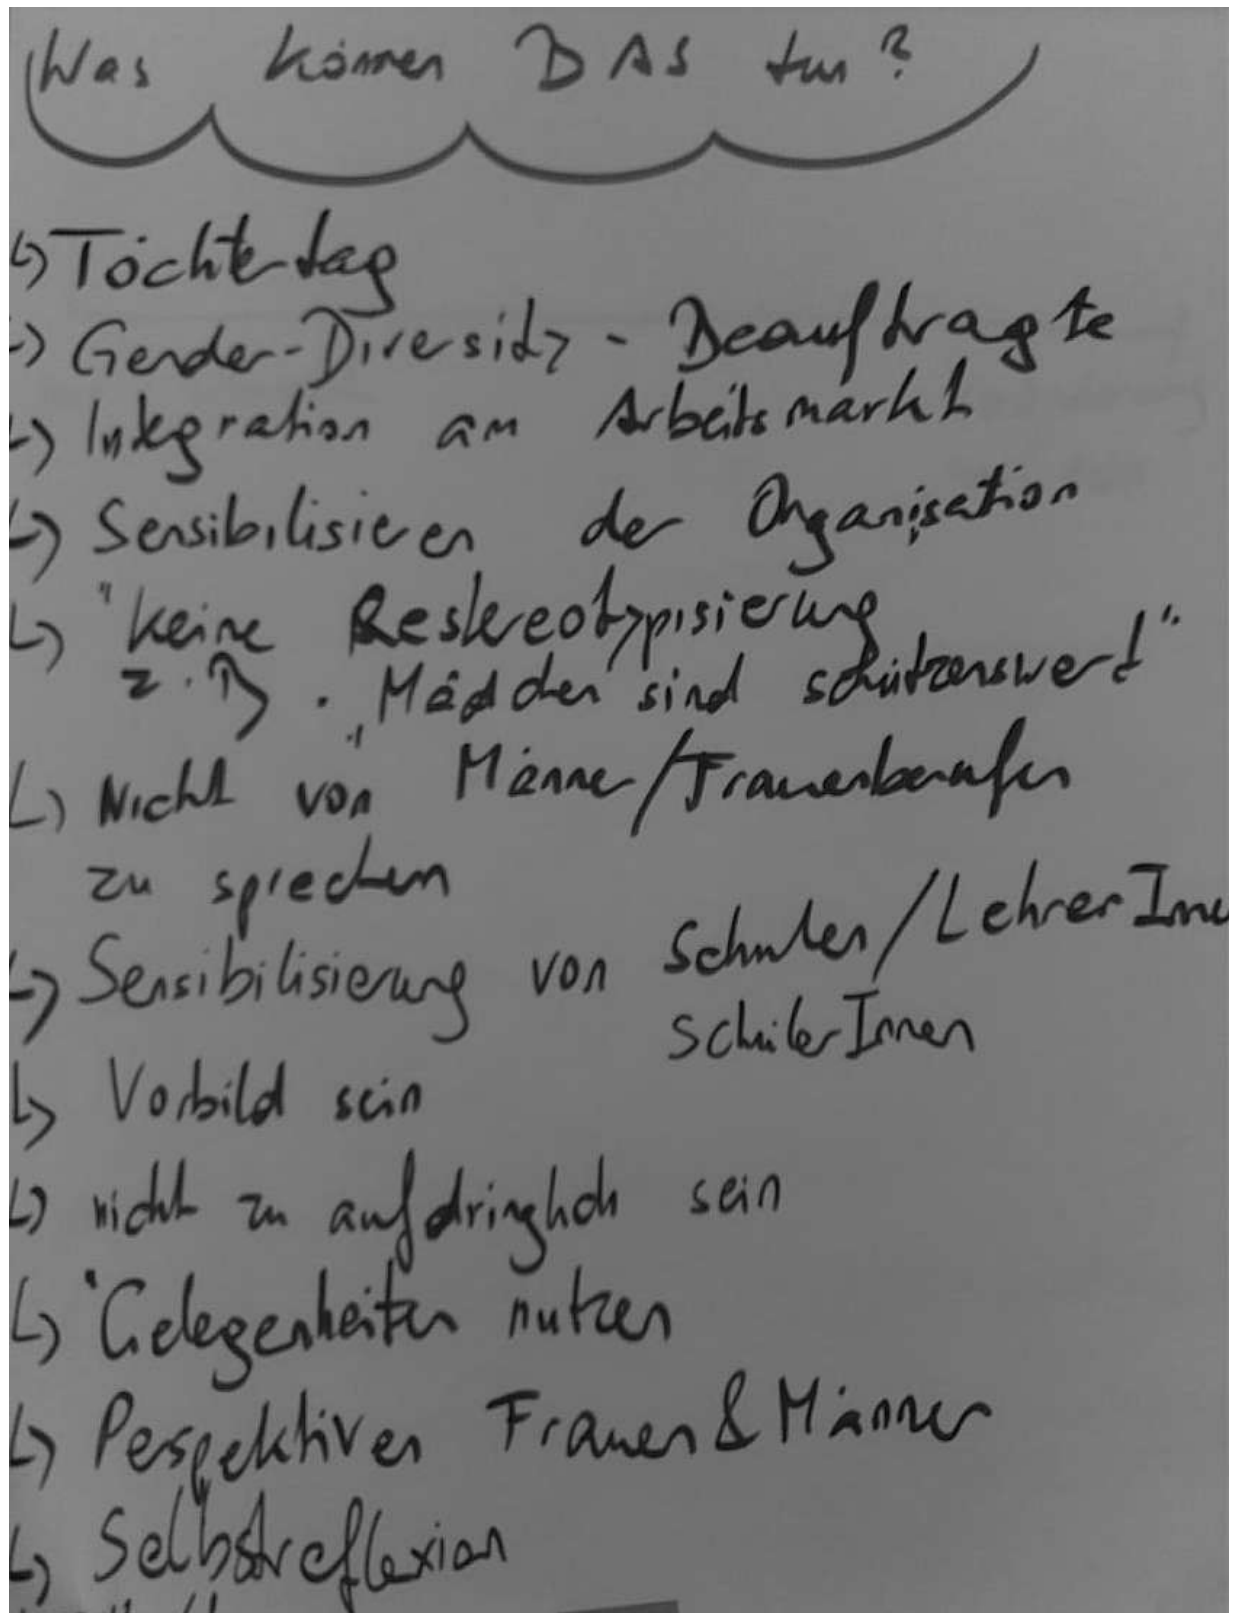 Was können DAS tun?
↳ Töchtertag
↳ Gender-Diversity - Beauftragte
↳ Integration am Arbeitsmarkt
↳ Sensibilisieren der Organisation
↳ "keine Restereotypisierung
z.B. "Mädchen sind schützenswert"
↳ Nicht von Männer/Frauenberufen
zu sprechen
↳ Sensibilisierung von Schulen/LehrerInne
SchülerInnen
↳ Vorbild sein
↳ nicht zu aufdringlich sein
↳ Gelegenheiten nutzen
↳ Perspektiven Frauen & Männer
↳ Selbstreflexion